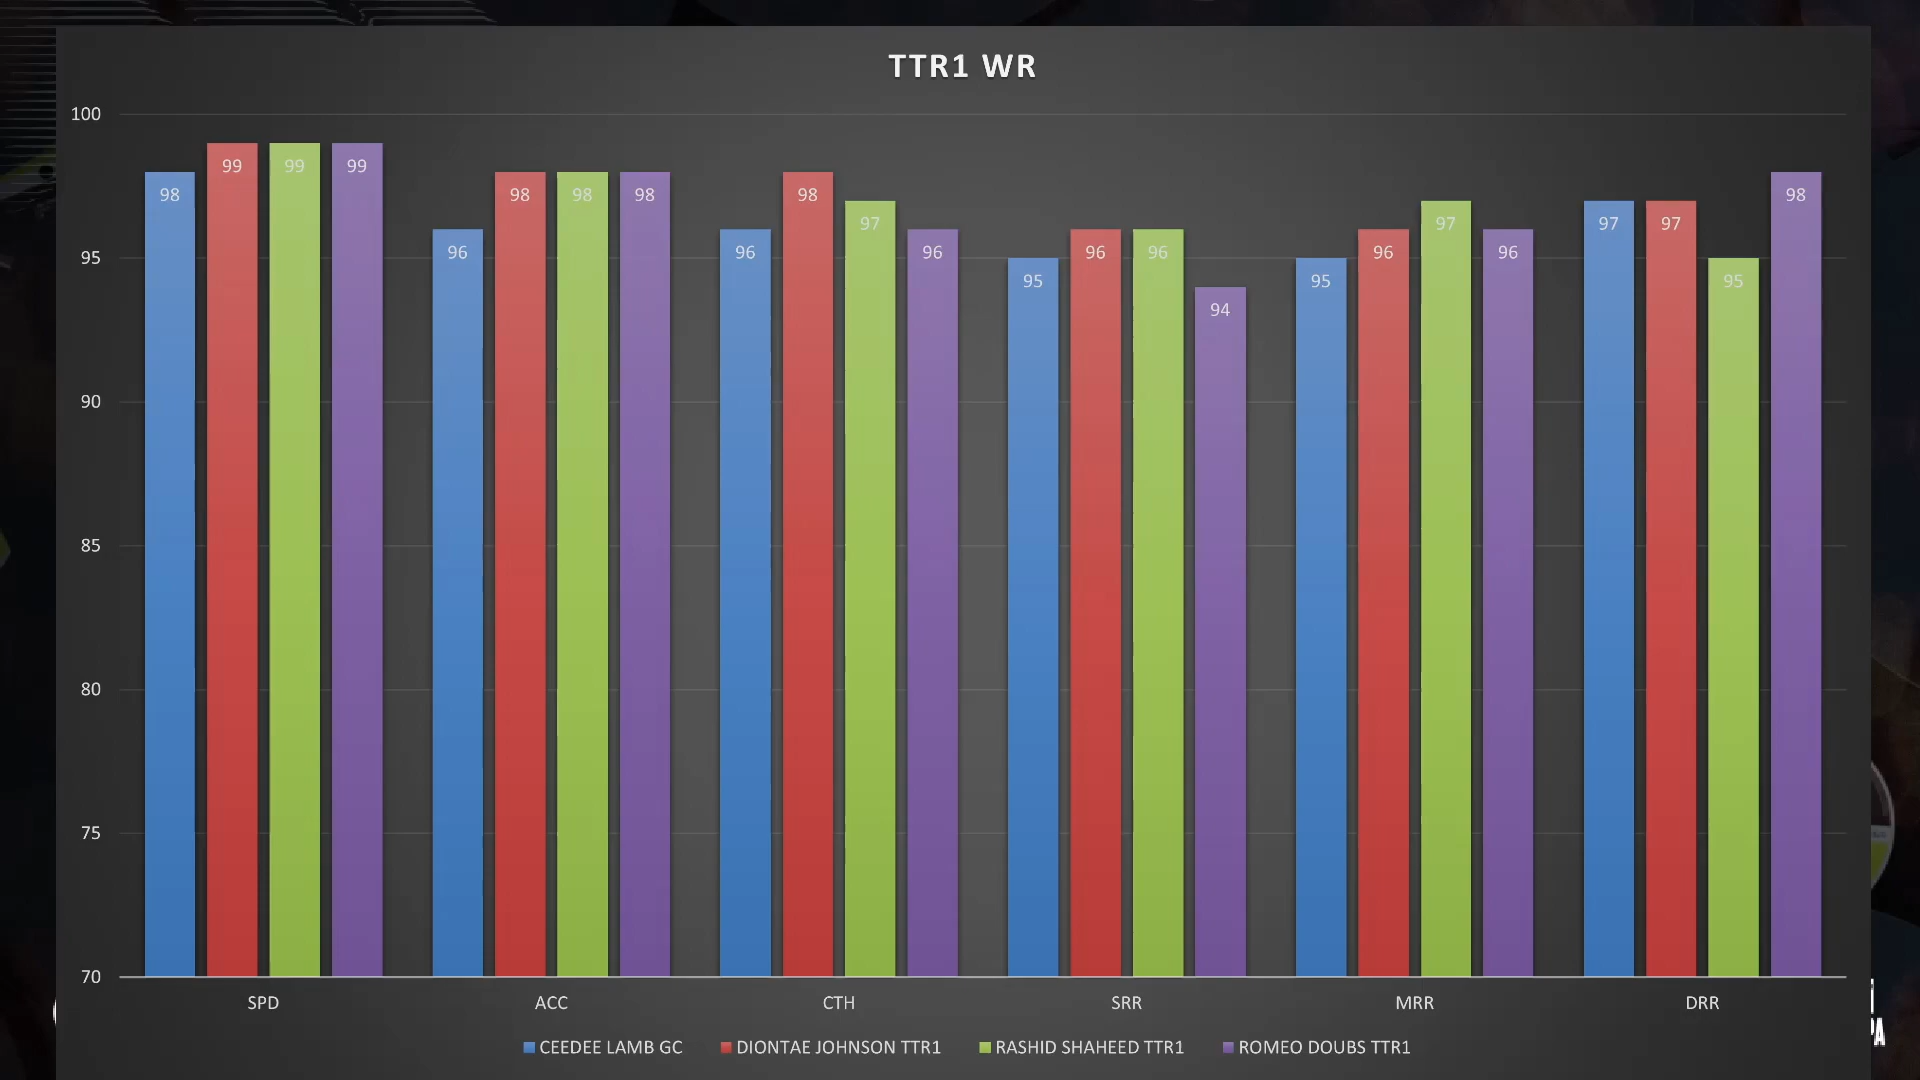 TTR1 WR
100
95
90
85
80
75
70
98 99 99 99
96 98 98 98
96 98 97 96
95 96 96 94
95 96 97 96
97 97 95 98
SPD ACC CTH SRR MRR DRR
CEEDEE LAMB GC DIONTAE JOHNSON TTR1 RASHID SHAHEED TTR1 ROMEO DOUBS TTR1